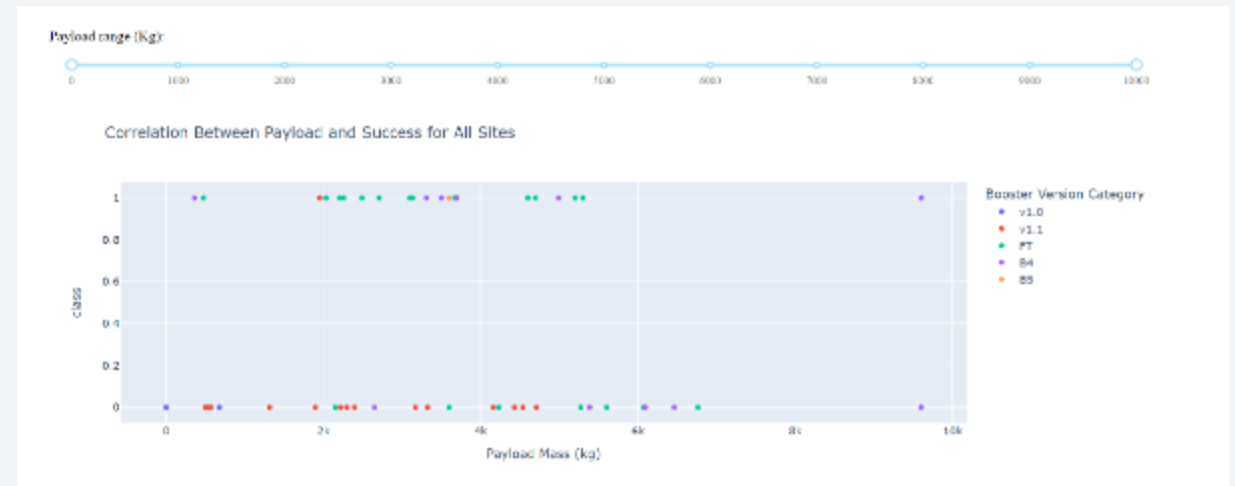 Payload range (Kg):
0 1000 2000 3000 4000 5000 6000 7000 8000 9000 10000
Correlation Between Payload and Success for All Sites
Booster Version Category
v1.0
v1.1
FT
B4
B5
1
0.8
0.6
0.4
0.2
0
class
0 2k 4k 6k 8k 10k
Payload Mass (kg)